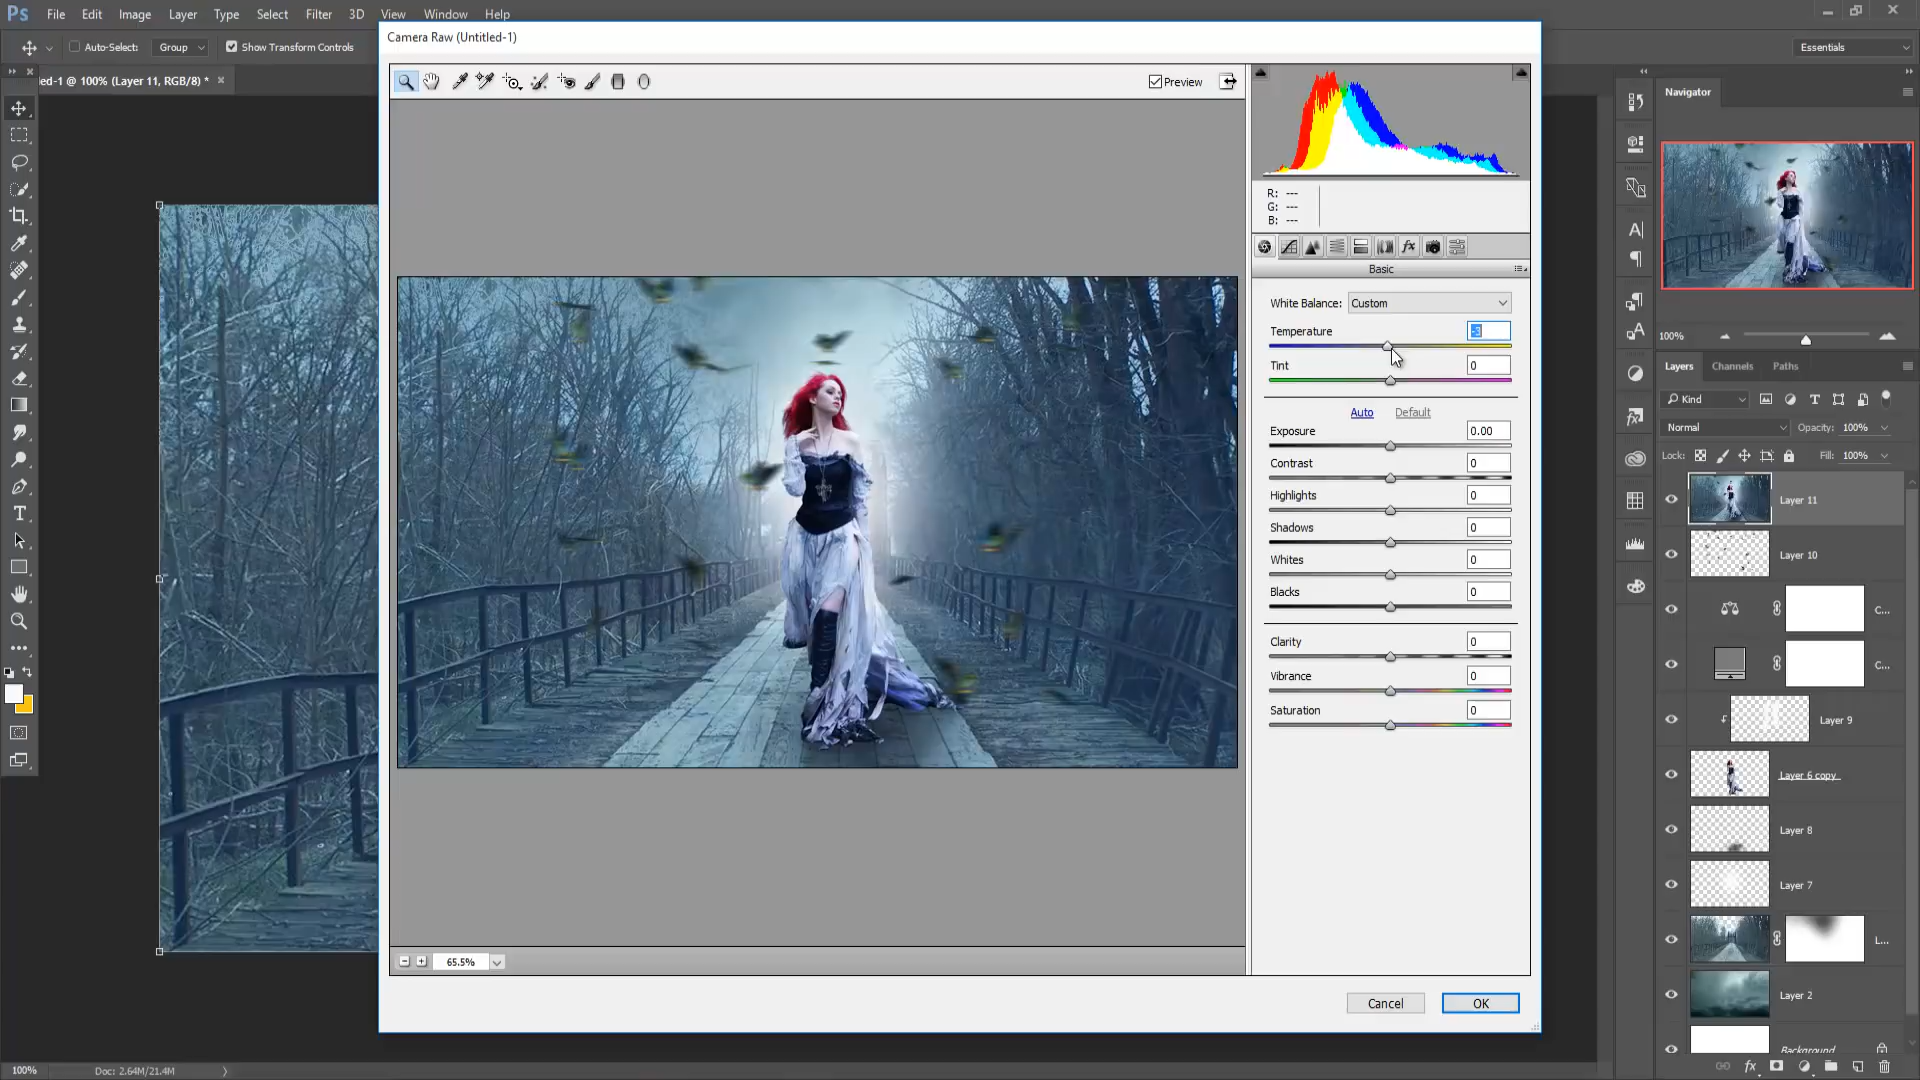 Ps File Edit Image Layer Type Select Filter 3D View Window Help
Camera Raw (Untitled-1)
Auto-Select: Group Show Transform Controls
Essentials
ed-1 @ 100% (Layer 11, RGB/8) *
Preview
Navigator
R: ---
G: ---
B: ---
Basic
White Balance: Custom
Temperature -3
Tint 0
Auto Default
Exposure 0.00
Contrast 0
Highlights 0
Shadows 0
Whites 0
Blacks 0
Clarity 0
Vibrance 0
Saturation 0
65.5%
Cancel OK
100%
Layers Channels Paths
Kind
Normal Opacity: 100%
Lock: Fill: 100%
Layer 11
Layer 10
C...
C...
Layer 9
Layer 6 copy
Layer 8
Layer 7
L...
Layer 2
Background
100% Doc: 2.64M/21.4M